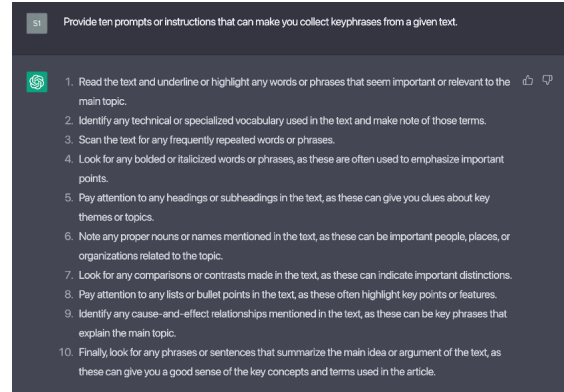 S1
Provide ten prompts or instructions that can make you collect keyphrases from a given text.
1. Read the text and underline or highlight any words or phrases that seem important or relevant to the
main topic.
2. Identify any technical or specialized vocabulary used in the text and make note of those terms.
3. Scan the text for any frequently repeated words or phrases.
4. Look for any bolded or italicized words or phrases, as these are often used to emphasize important
points.
5. Pay attention to any headings or subheadings in the text, as these can give you clues about key
themes or topics.
6. Note any proper nouns or names mentioned in the text, as these can be important people, places, or
organizations related to the topic.
7. Look for any comparisons or contrasts made in the text, as these can indicate important distinctions.
8. Pay attention to any lists or bullet points in the text, as these often highlight key points or features.
9. Identify any cause-and-effect relationships mentioned in the text, as these can be key phrases that
explain the main topic.
10. Finally, look for any phrases or sentences that summarize the main idea or argument of the text, as
these can give you a good sense of the key concepts and terms used in the article.